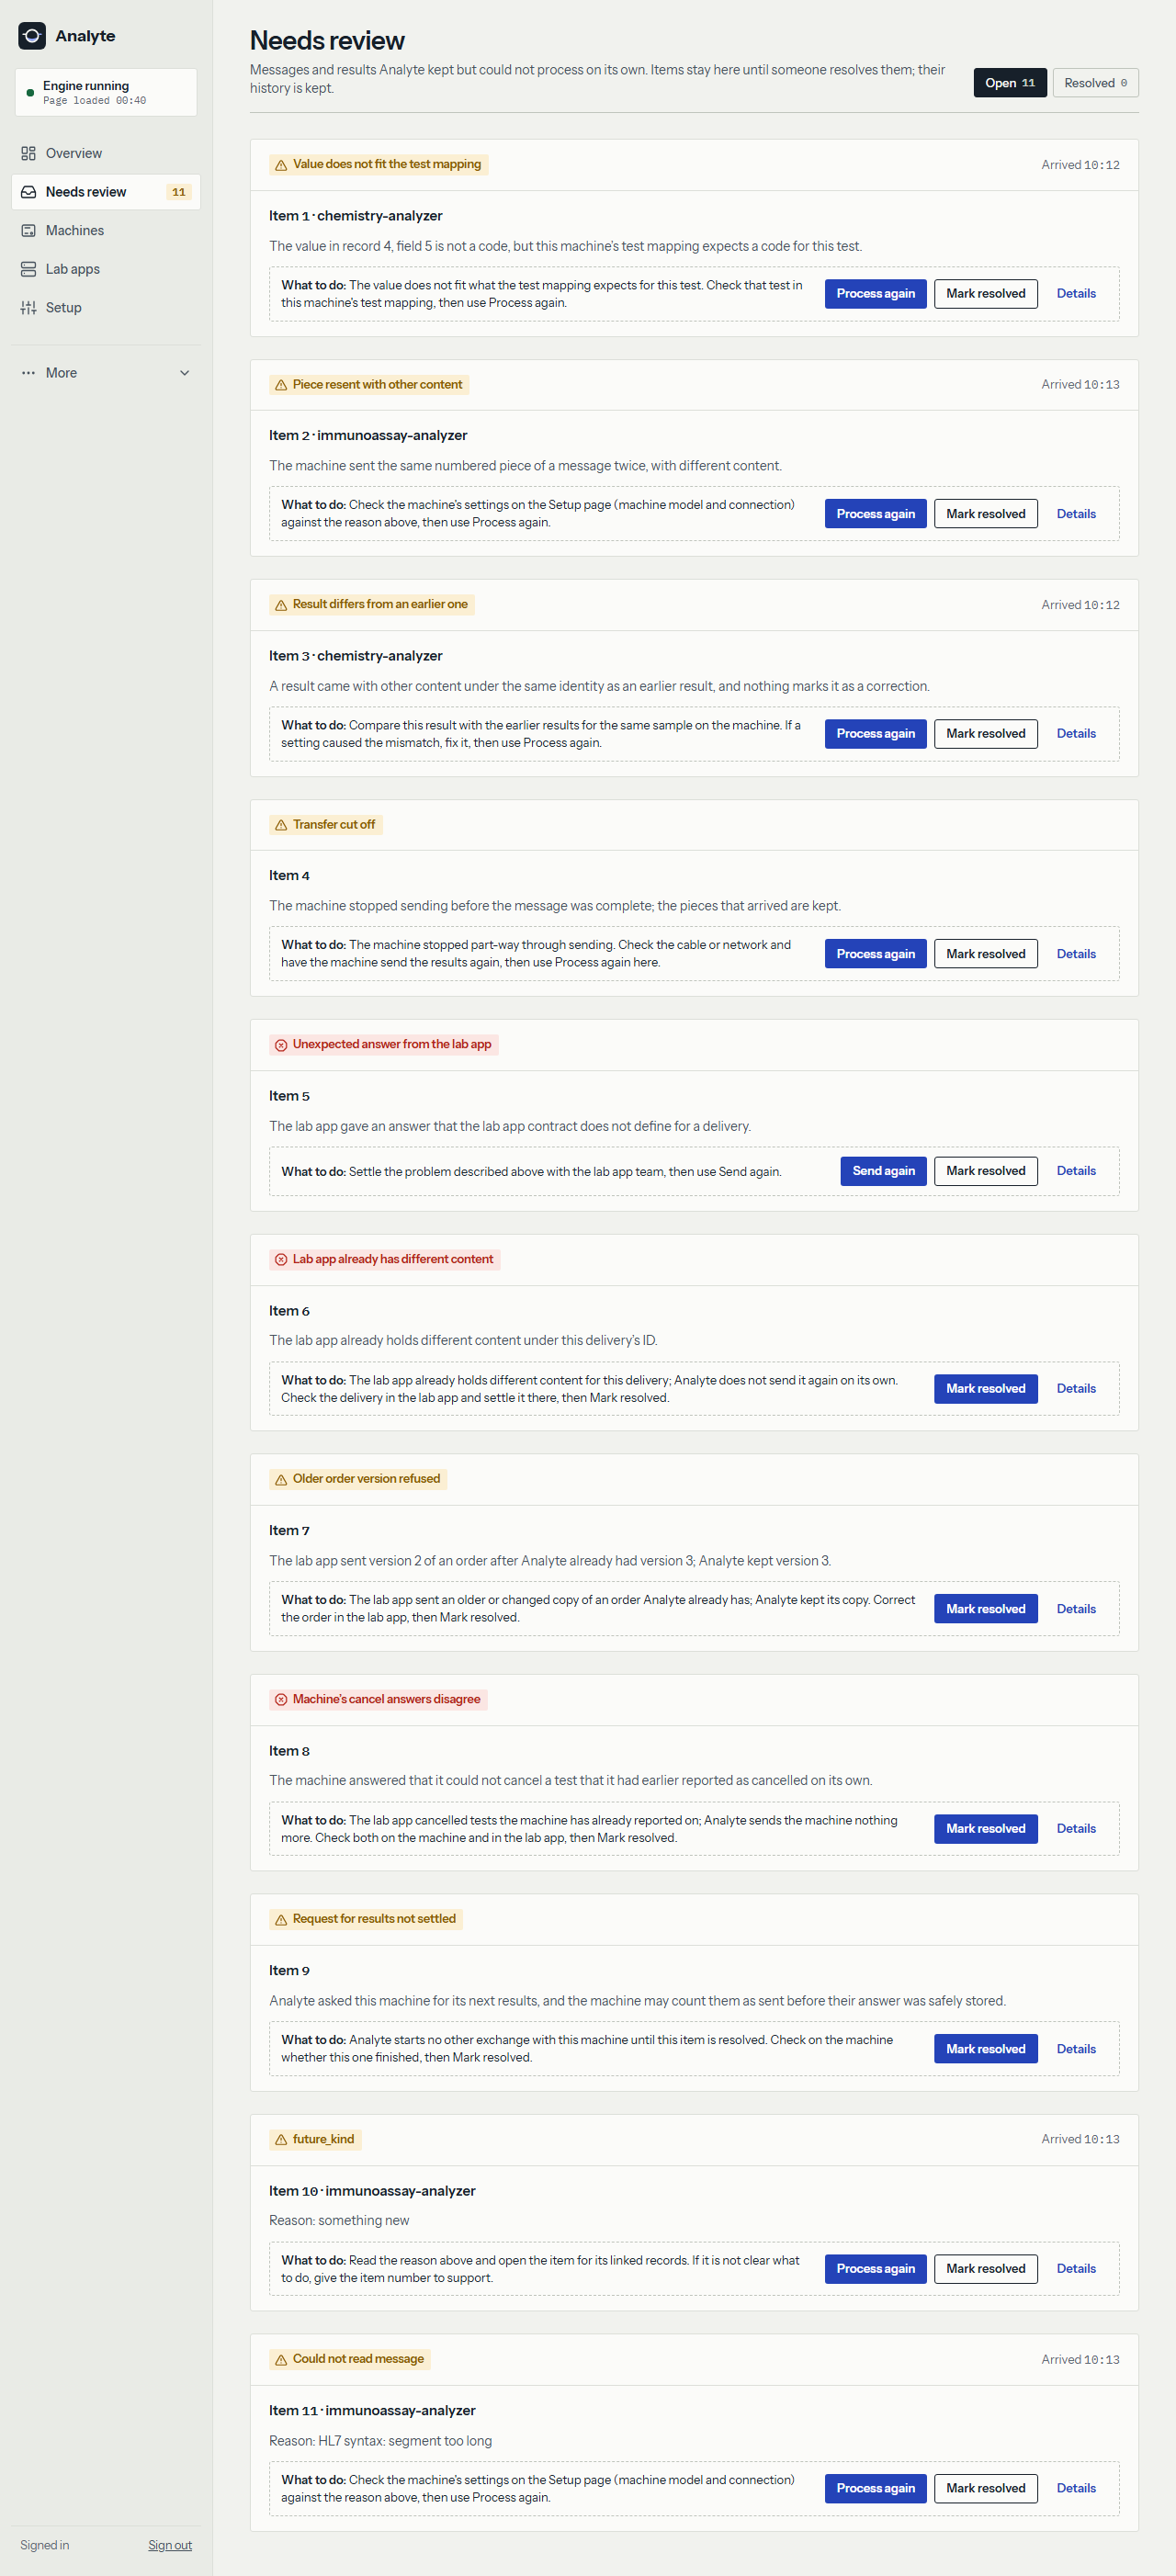 Analyte
Engine running
Page loaded 00:40
Overview
Needs review 11
Machines
Lab apps
Setup
More
Signed in Sign out
Needs review
Messages and results Analyte kept but could not process on its own. Items stay here until someone resolves them; their
history is kept.
Open 11 Resolved 0
Value does not fit the test mapping Arrived 10:12
Item 1 · chemistry-analyzer
The value in record 4, field 5 is not a code, but this machine's test mapping expects a code for this test.
What to do: The value does not fit what the test mapping expects for this test. Check that test in
this machine's test mapping, then use Process again.
Process again Mark resolved Details
Piece resent with other content Arrived 10:13
Item 2 · immunoassay-analyzer
The machine sent the same numbered piece of a message twice, with different content.
What to do: Check the machine's settings on the Setup page (machine model and connection)
against the reason above, then use Process again.
Process again Mark resolved Details
Result differs from an earlier one Arrived 10:12
Item 3 · chemistry-analyzer
A result came with other content under the same identity as an earlier result, and nothing marks it as a correction.
What to do: Compare this result with the earlier results for the same sample on the machine. If a
setting caused the mismatch, fix it, then use Process again.
Process again Mark resolved Details
Transfer cut off
Item 4
The machine stopped sending before the message was complete; the pieces that arrived are kept.
What to do: The machine stopped part-way through sending. Check the cable or network and
have the machine send the results again, then use Process again here.
Process again Mark resolved Details
Unexpected answer from the lab app
Item 5
The lab app gave an answer that the lab app contract does not define for a delivery.
What to do: Settle the problem described above with the lab app team, then use Send again.
Send again Mark resolved Details
Lab app already has different content
Item 6
The lab app already holds different content under this delivery's ID.
What to do: The lab app already holds different content for this delivery; Analyte does not send it again on its own.
Check the delivery in the lab app and settle it there, then Mark resolved.
Mark resolved Details
Older order version refused
Item 7
The lab app sent version 2 of an order after Analyte already had version 3; Analyte kept version 3.
What to do: The lab app sent an older or changed copy of an order Analyte already has; Analyte kept its copy. Correct
the order in the lab app, then Mark resolved.
Mark resolved Details
Machine's cancel answers disagree
Item 8
The machine answered that it could not cancel a test that it had earlier reported as cancelled on its own.
What to do: The lab app cancelled tests the machine has already reported on; Analyte sends the machine nothing
more. Check both on the machine and in the lab app, then Mark resolved.
Mark resolved Details
Request for results not settled
Item 9
Analyte asked this machine for its next results, and the machine may count them as sent before their answer was safely stored.
What to do: Analyte starts no other exchange with this machine until this item is resolved. Check on the machine
whether this one finished, then Mark resolved.
Mark resolved Details
future_kind Arrived 10:13
Item 10 · immunoassay-analyzer
Reason: something new
What to do: Read the reason above and open the item for its linked records. If it is not clear what
to do, give the item number to support.
Process again Mark resolved Details
Could not read message Arrived 10:13
Item 11 · immunoassay-analyzer
Reason: HL7 syntax: segment too long
What to do: Check the machine's settings on the Setup page (machine model and connection)
against the reason above, then use Process again.
Process again Mark resolved Details